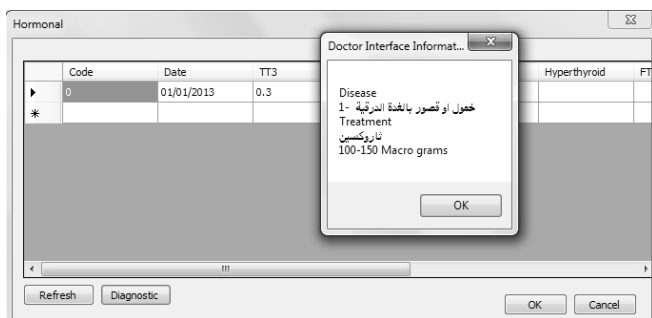 Hormonal
Doctor Interface Informat...
Code Date TT3 Hyperthyroid FT
0 01/01/2013 0.3
Disease
1- خمول او قصور بالغدة الدرقية
Treatment
ثاروكسين
100-150 Macro grams
OK
Refresh Diagnostic OK Cancel